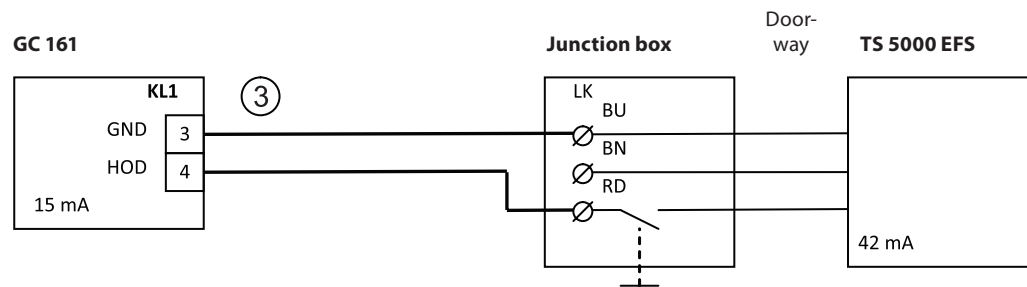 Door-
way
GC 161
Junction box
TS 5000 EFS
KL1
3
LK
BU
GND
3
BN
HOD
4
RD
15 mA
42 mA